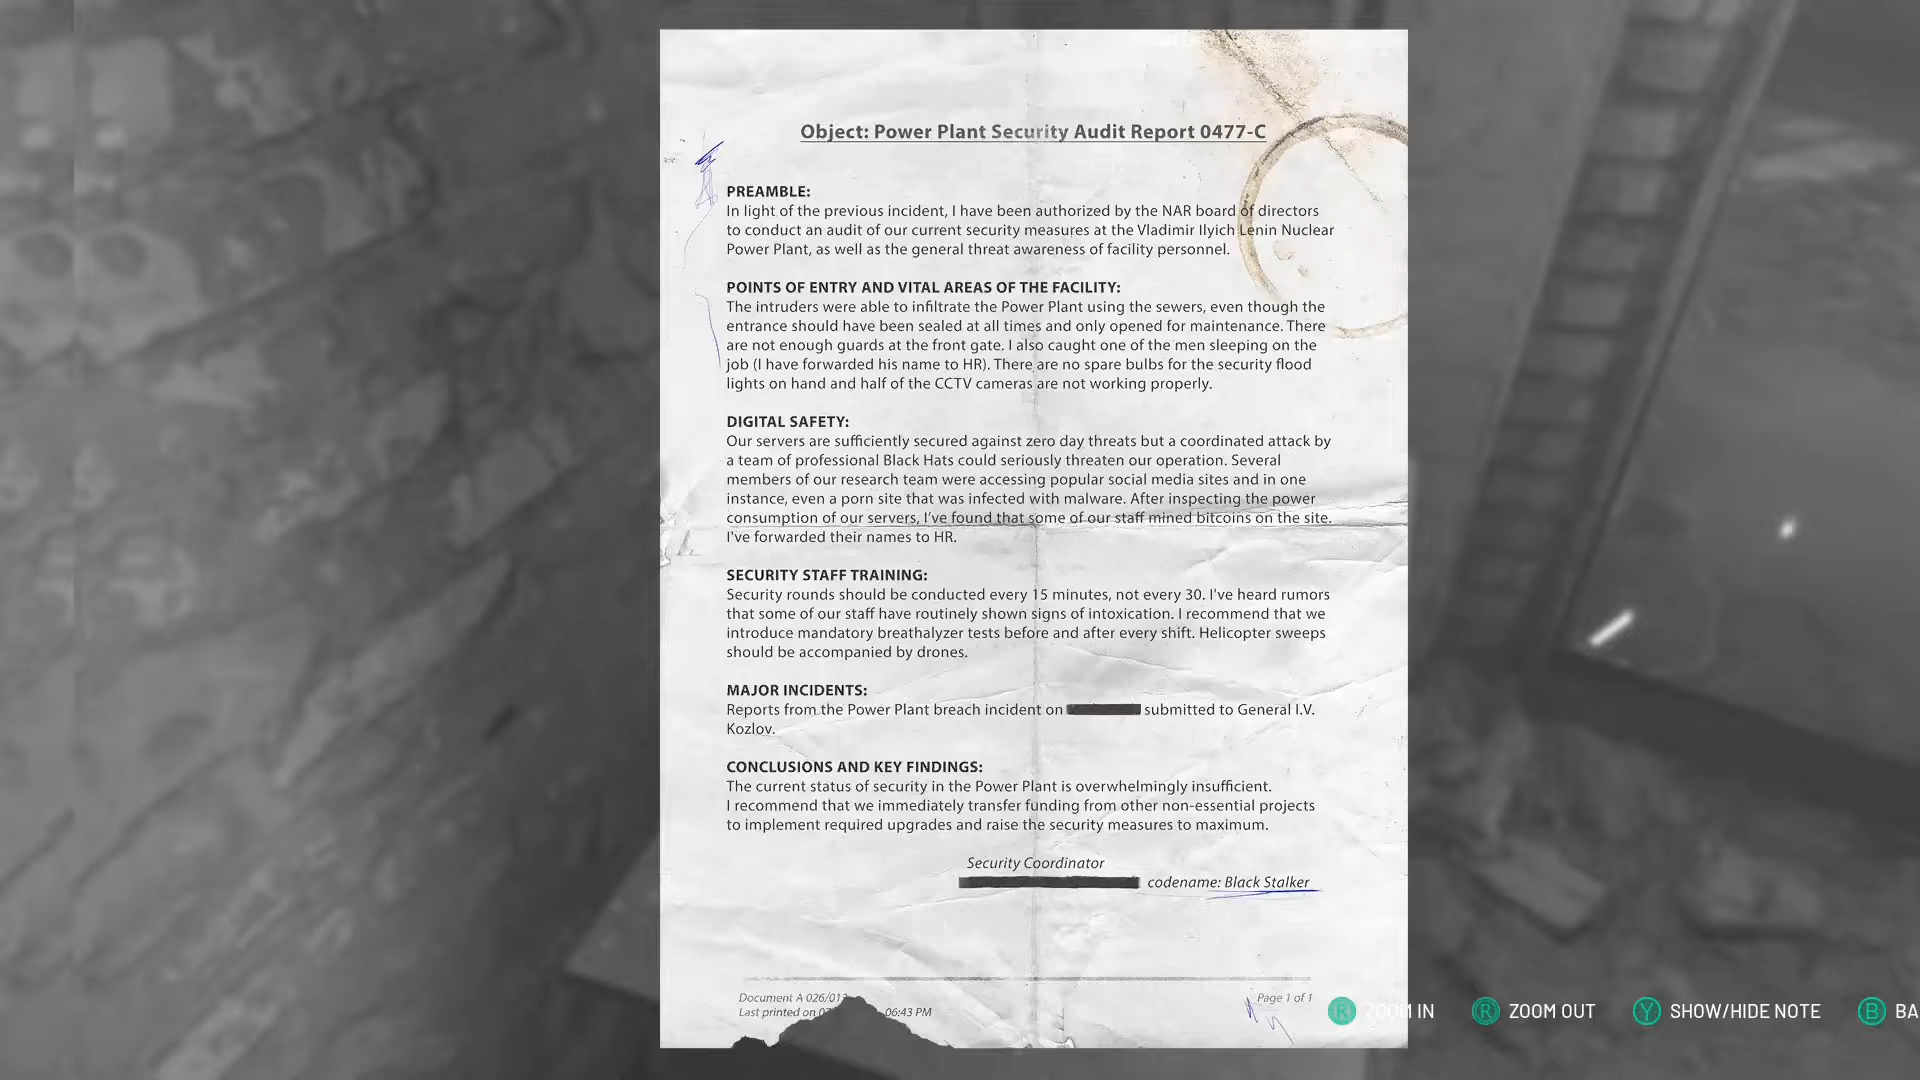 Object: Power Plant Security Audit Report 0477-C
PREAMBLE:
In light of the previous incident, I have been authorized by the NAR board of directors
to conduct an audit of our current security measures at the Vladimir Ilyich Lenin Nuclear
Power Plant, as well as the general threat awareness of facility personnel.
POINTS OF ENTRY AND VITAL AREAS OF THE FACILITY:
The intruders were able to infiltrate the Power Plant using the sewers, even though the
entrance should have been sealed at all times and only opened for maintenance. There
are not enough guards at the front gate. I also caught one of the men sleeping on the
job (I have forwarded his name to HR). There are no spare bulbs for the security flood
lights on hand and half of the CCTV cameras are not working properly.
DIGITAL SAFETY:
Our servers are sufficiently secured against zero day threats but a coordinated attack by
a team of professional Black Hats could seriously threaten our operation. Several
members of our research team were accessing popular social media sites and in one
instance, even a porn site that was infected with malware. After inspecting the power
consumption of our servers, I've found that some of our staff mined bitcoins on the site.
I've forwarded their names to HR.
SECURITY STAFF TRAINING:
Security rounds should be conducted every 15 minutes, not every 30. I've heard rumors
that some of our staff have routinely shown signs of intoxication. I recommend that we
introduce mandatory breathalyzer tests before and after every shift. Helicopter sweeps
should be accompanied by drones.
MAJOR INCIDENTS:
Reports from the Power Plant breach incident on submitted to General I.V.
Kozlov.
CONCLUSIONS AND KEY FINDINGS:
The current status of security in the Power Plant is overwhelmingly insufficient.
I recommend that we immediately transfer funding from other non-essential projects
to implement required upgrades and raise the security measures to maximum.
Security Coordinator
codename: Black Stalker
Document A 026/01
Last printed on 06:43 PM
Page 1 of 1
R ZOOM IN R ZOOM OUT Y SHOW/HIDE NOTE B BA